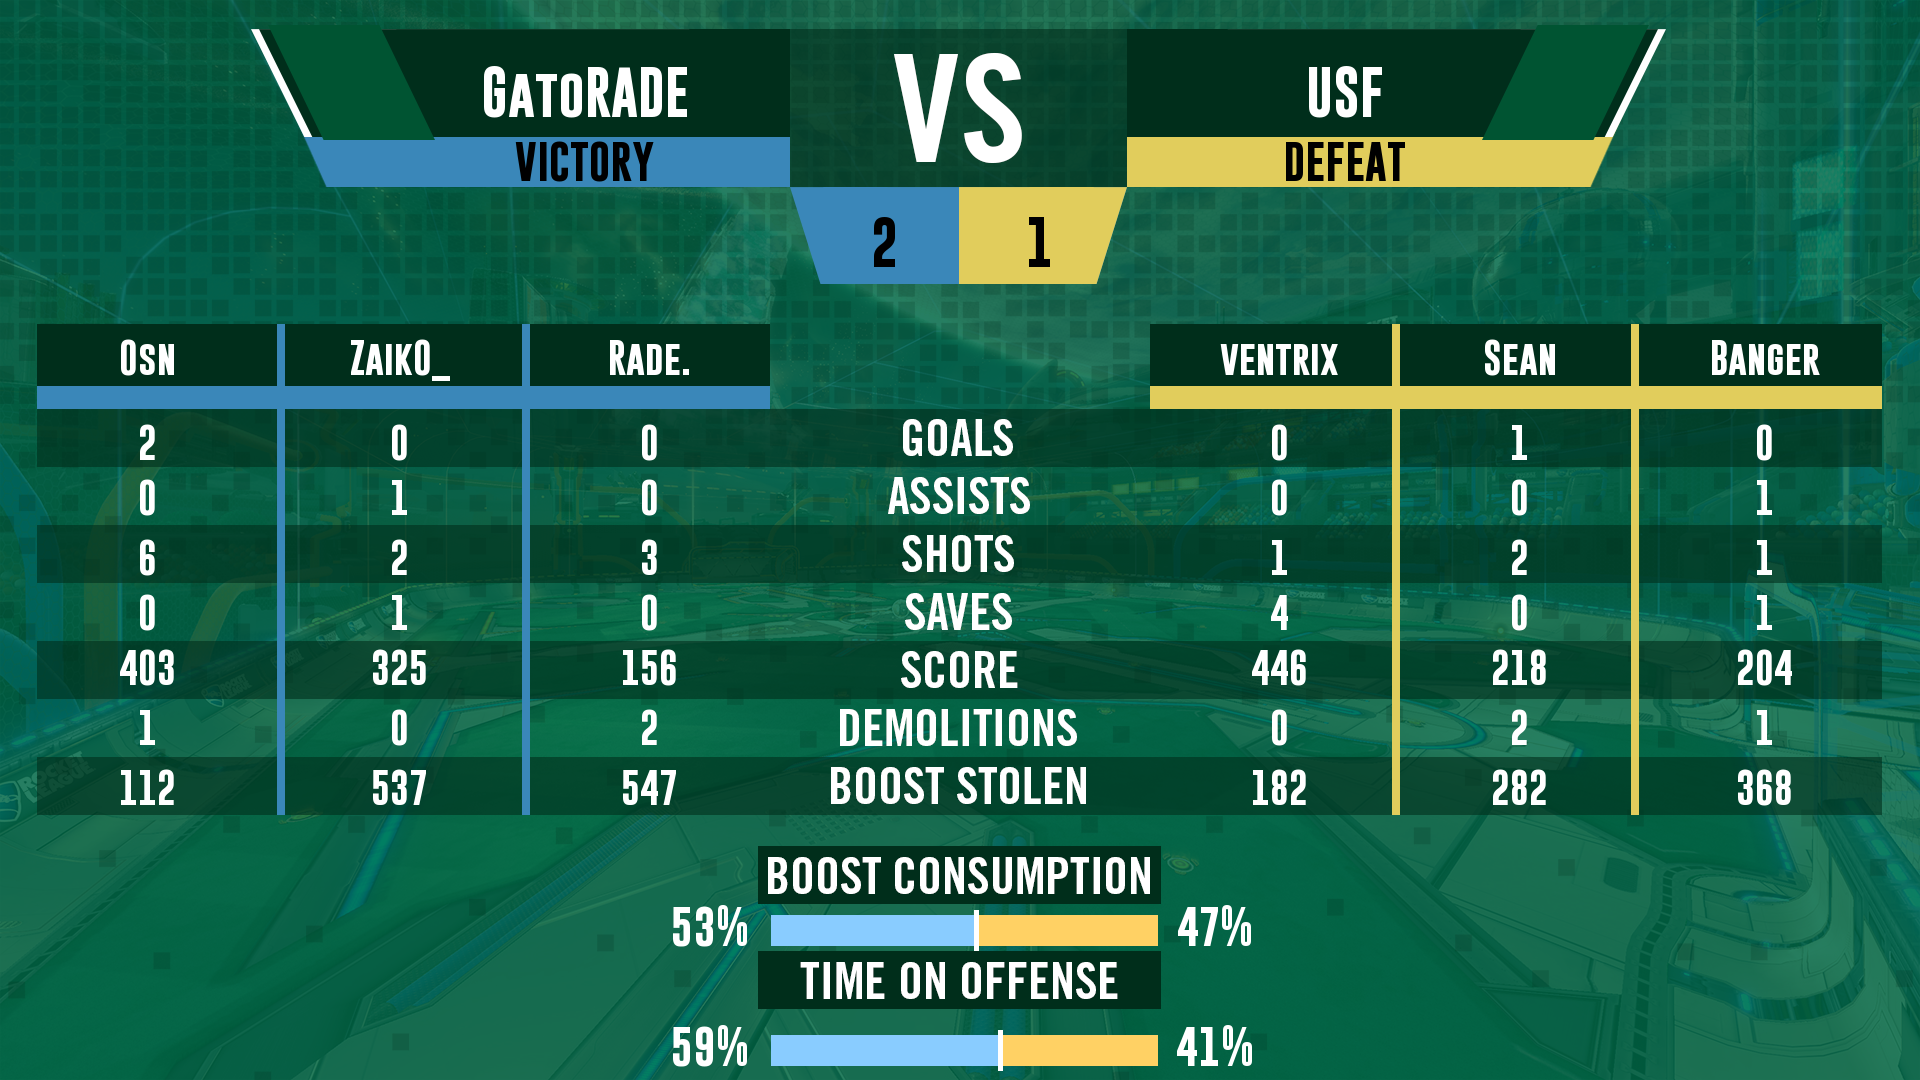 GatoRADE VS USF
VICTORY DEFEAT
2 1
Osn Zaik0_ Rade. ventrix Sean Banger
2 0 0 GOALS 0 1 0
0 1 0 ASSISTS 0 0 1
6 2 3 SHOTS 1 2 1
0 1 0 SAVES 4 0 1
403 325 156 SCORE 446 218 204
1 0 2 DEMOLITIONS 0 2 1
112 537 547 BOOST STOLEN 182 282 368
BOOST CONSUMPTION
53% 47%
TIME ON OFFENSE
59% 41%